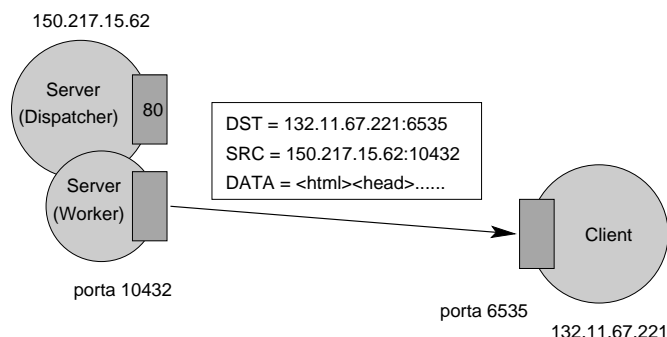 150.217.15.62
Server
(Dispatcher)
80
DST = 132.11.67.221:6535
SRC = 150.217.15.62:10432
DATA = <html><head>......
Server
(Worker)
Client
porta 10432
porta 6535
132.11.67.221